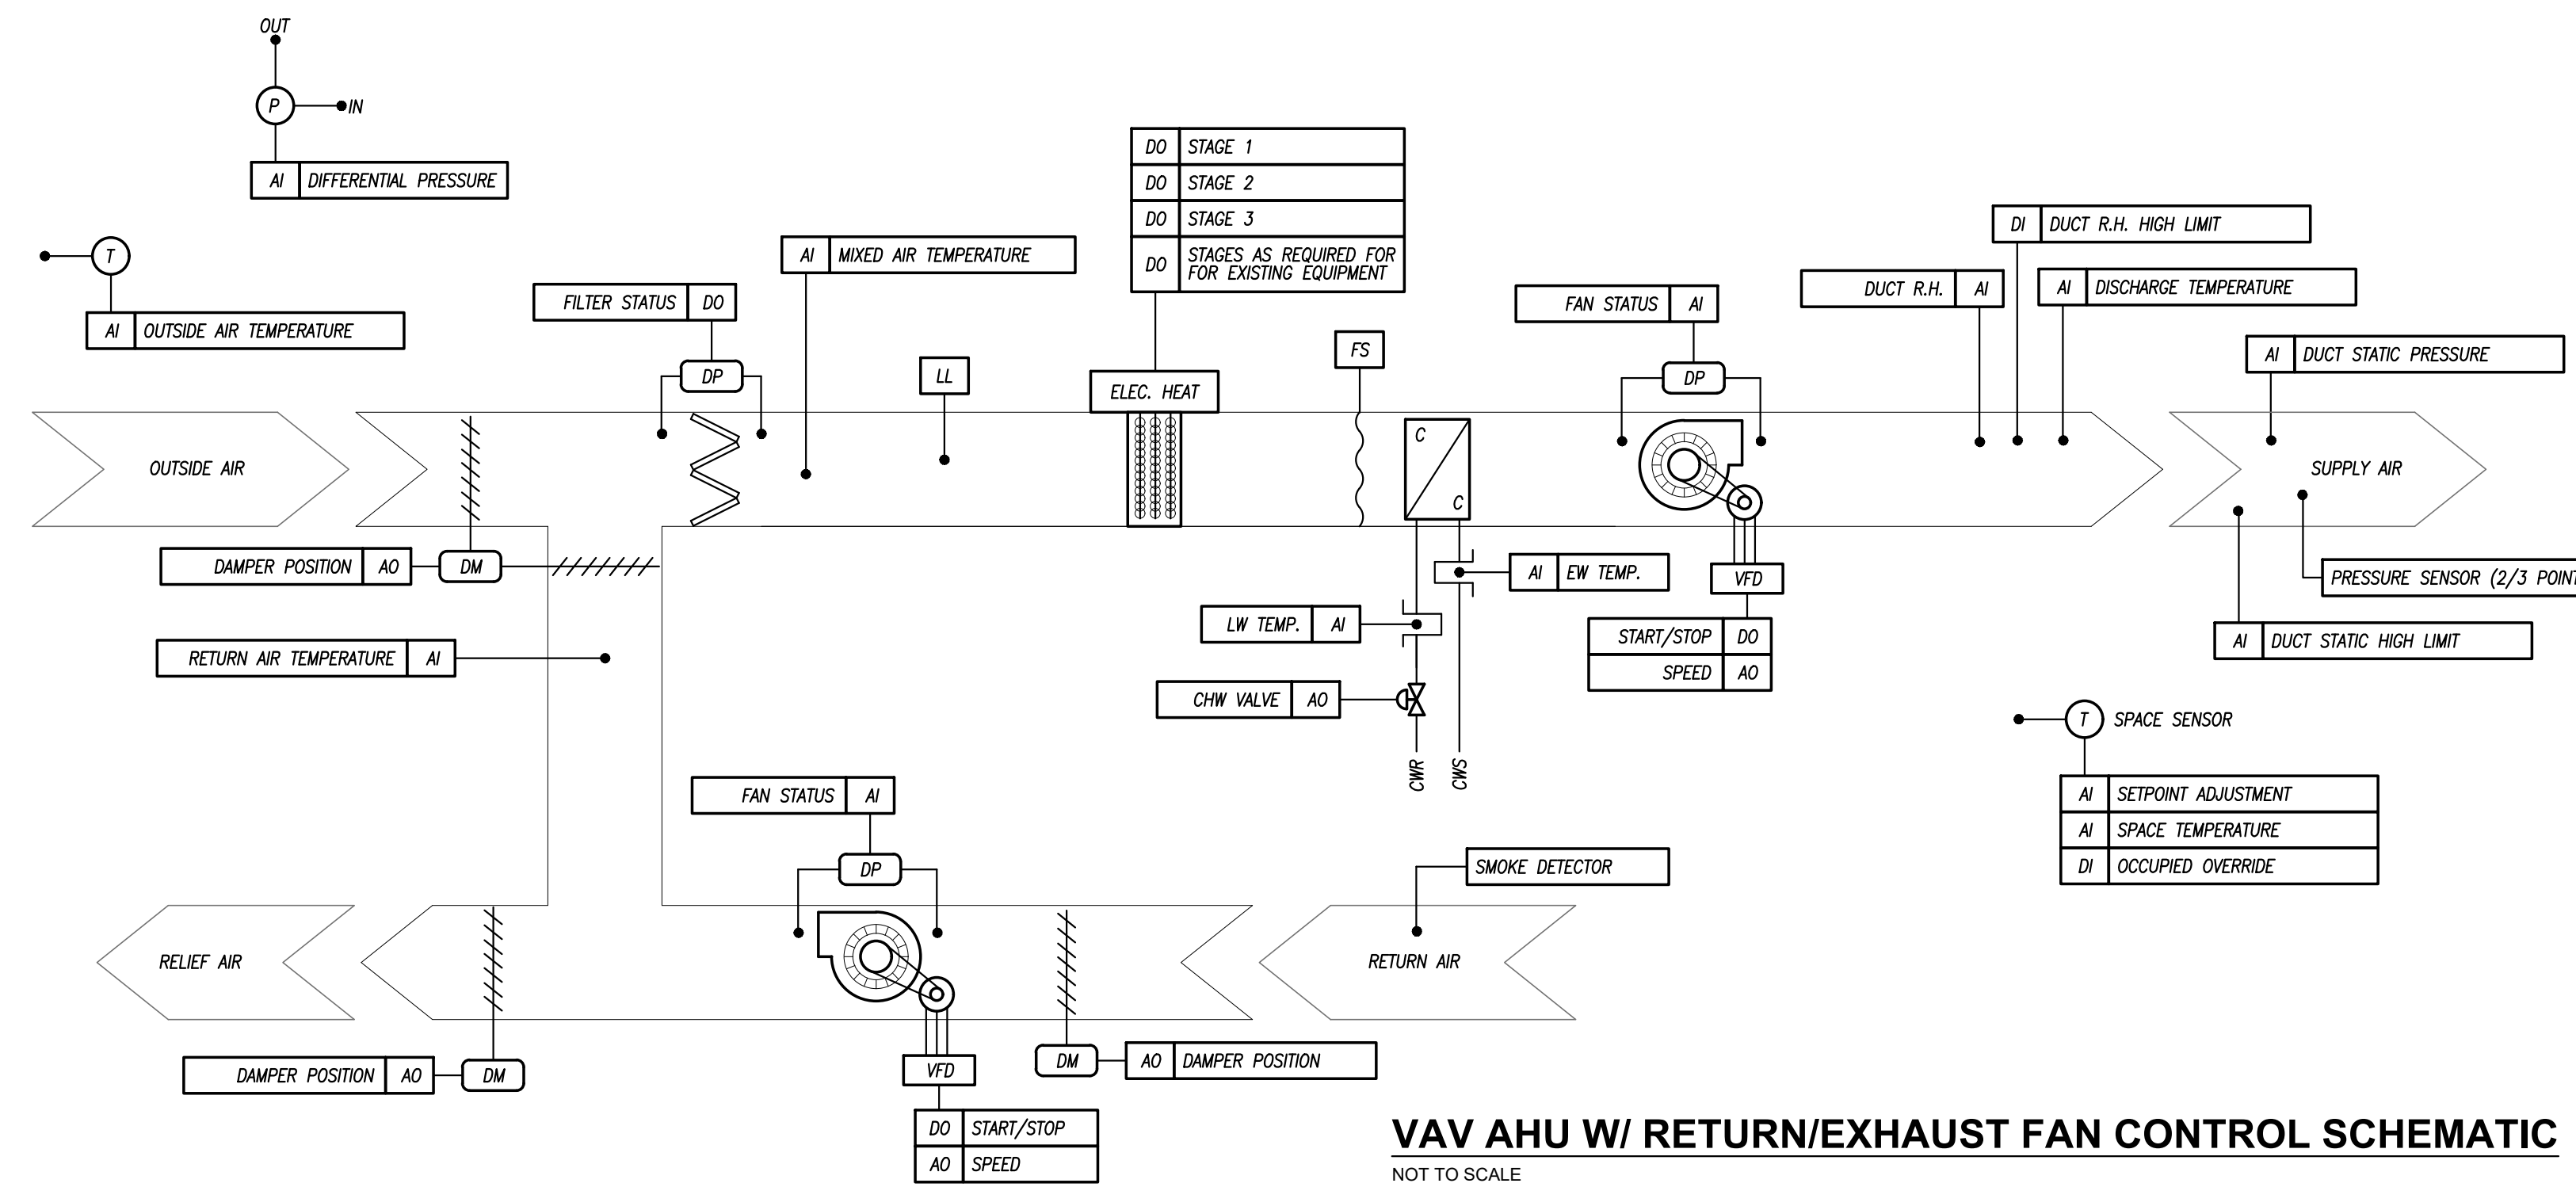 OUT
P
IN
AI DIFFERENTIAL PRESSURE
T
AI OUTSIDE AIR TEMPERATURE
FILTER STATUS DO
DP
AI MIXED AIR TEMPERATURE
LL
DO STAGE 1
DO STAGE 2
DO STAGE 3
DO STAGES AS REQUIRED FOR
FOR EXISTING EQUIPMENT
ELEC. HEAT
FS
FAN STATUS AI
DP
DI DUCT R.H. HIGH LIMIT
DUCT R.H. AI
AI DISCHARGE TEMPERATURE
AI DUCT STATIC PRESSURE
OUTSIDE AIR
C
C
SUPPLY AIR
DAMPER POSITION AO
DM
AI EW TEMP.
VFD
PRESSURE SENSOR (2/3 POINT
LW TEMP. AI
START/STOP DO
SPEED AO
AI DUCT STATIC HIGH LIMIT
RETURN AIR TEMPERATURE AI
CHW VALVE AO
CWR
CWS
T SPACE SENSOR
AI SETPOINT ADJUSTMENT
AI SPACE TEMPERATURE
DI OCCUPIED OVERRIDE
FAN STATUS AI
DP
SMOKE DETECTOR
RELIEF AIR
RETURN AIR
DAMPER POSITION AO
DM
VFD
DM
AO DAMPER POSITION
DO START/STOP
AO SPEED
VAV AHU W/ RETURN/EXHAUST FAN CONTROL SCHEMATIC
NOT TO SCALE